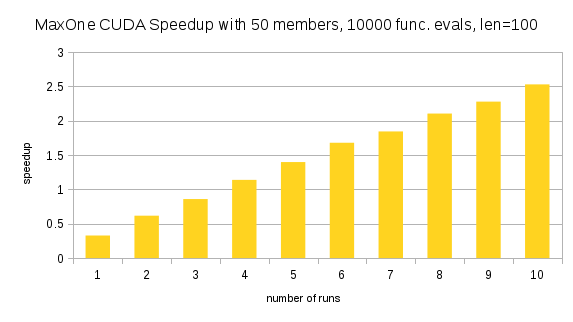 MaxOne CUDA Speedup with 50 members, 10000 func. evals, len=100
3
2.5
2
1.5
1
0.5
0
speedup
1 2 3 4 5 6 7 8 9 10
number of runs